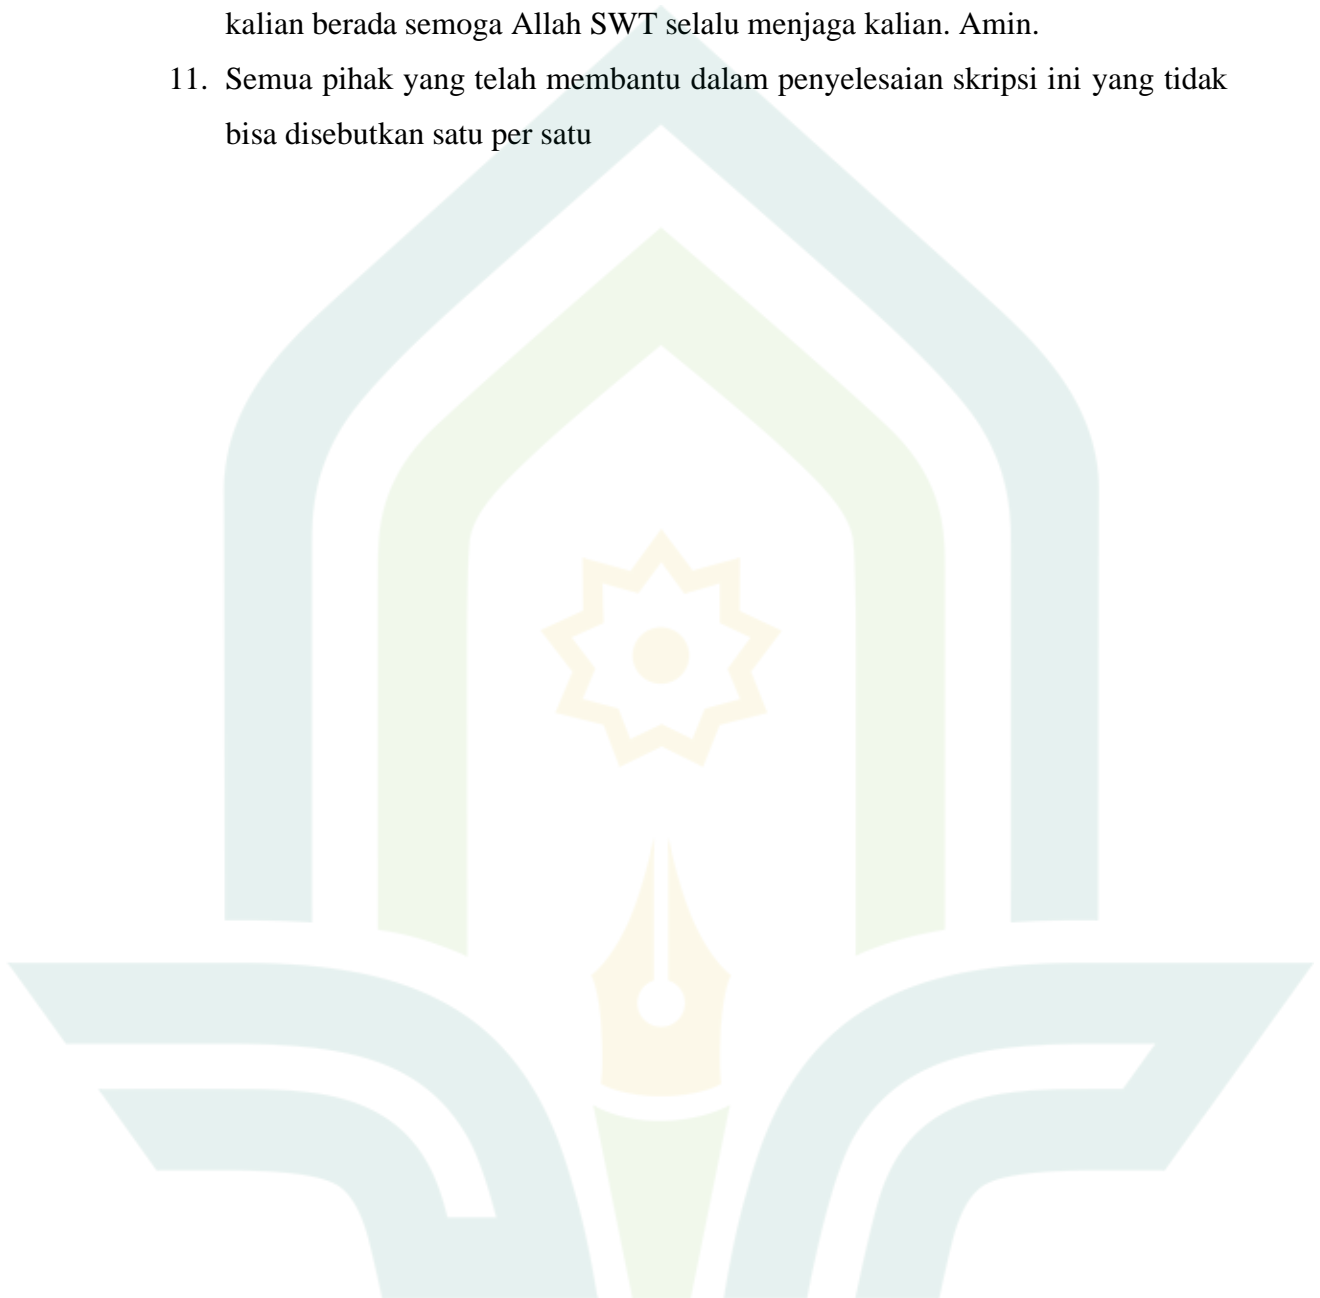 kalian berada semoga Allah SWT selalu menjaga kalian. Amin.
11. Semua pihak yang telah membantu dalam penyelesaian skripsi ini yang tidak
bisa disebutkan satu per satu